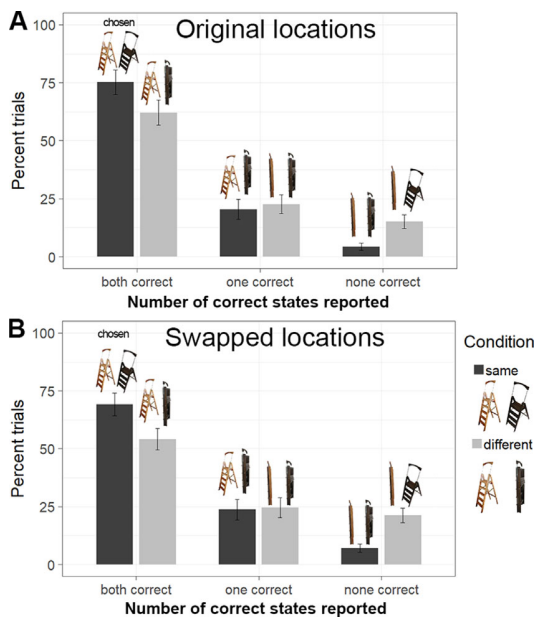 A
Original locations
chosen
100
75
50
25
0
Percent trials
both correct one correct none correct
Number of correct states reported
B
Swapped locations
chosen
100
75
50
25
0
Percent trials
both correct one correct none correct
Number of correct states reported
Condition
same
different